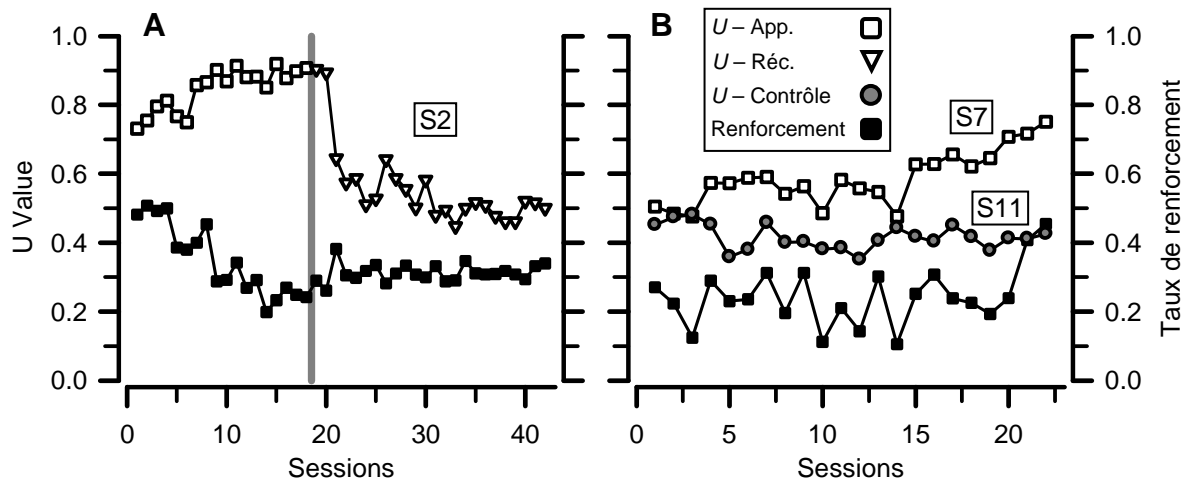 A
B
U – App.
U – Réc.
U – Contrôle
Renforcement
U Value
1.0
0.8
0.6
0.4
0.2
0.0
S2
0 10 20 30 40
Sessions
S7
S11
0 5 10 15 20
Sessions
1.0
0.8
0.6
0.4
0.2
0.0
Taux de renforcement